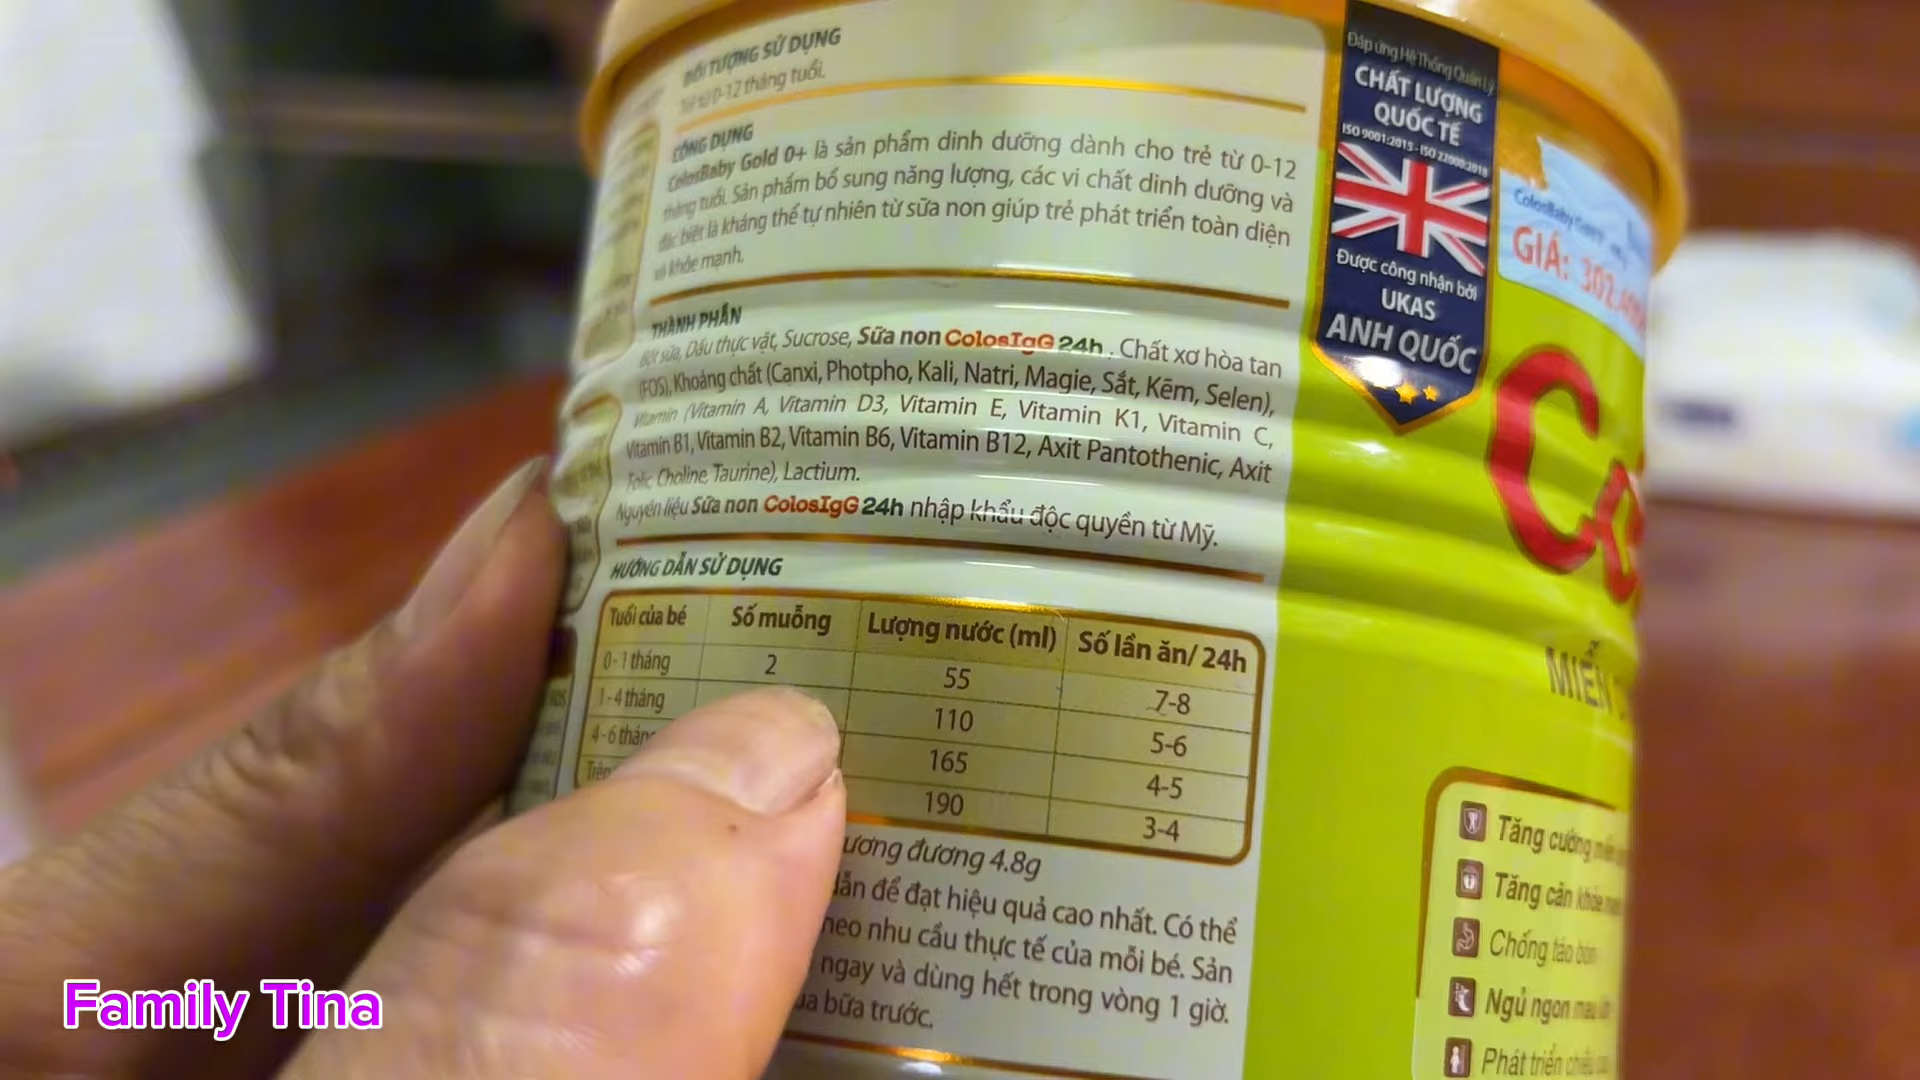 ĐỐI TƯỢNG SỬ DỤNG
Trẻ từ 0-12 tháng tuổi.
CÔNG DỤNG
ColosBaby Gold 0+ là sản phẩm dinh dưỡng dành cho trẻ từ 0-12
tháng tuổi. Sản phẩm bổ sung năng lượng, các vi chất dinh dưỡng và
đặc biệt là kháng thể tự nhiên từ sữa non giúp trẻ phát triển toàn diện
và khỏe mạnh.
THÀNH PHẦN
Bột sữa, Dầu thực vật, Sucrose, Sữa non ColosIgG 24h , Chất xơ hòa tan
(FOS), Khoáng chất (Canxi, Photpho, Kali, Natri, Magie, Sắt, Kẽm, Selen),
Vitamin (Vitamin A, Vitamin D3, Vitamin E, Vitamin K1, Vitamin C,
Vitamin B1, Vitamin B2, Vitamin B6, Vitamin B12, Axit Pantothenic, Axit
Folic, Choline, Taurine), Lactium.
Nguyên liệu Sữa non ColosIgG 24h nhập khẩu độc quyền từ Mỹ.
HƯỚNG DẪN SỬ DỤNG
Tuổi của bé Số muỗng Lượng nước (ml) Số lần ăn/ 24h
0-1 tháng 2 55 7-8
1-4 tháng 110 5-6
4-6 165 4-5
Trên 190 3-4
đương 4.8g
để đạt hiệu quả cao nhất. Có thể
nhu cầu thực tế của mỗi bé. Sản
ngay và dùng hết trong vòng 1 giờ.
bữa trước.
Đáp ứng Hệ Thống Quản Lý
CHẤT LƯỢNG
QUỐC TẾ
ISO 9001:2015 - ISO 22000:2018
Được công nhận bởi
UKAS
ANH QUỐC
ColosBaby
GIÁ:
MIỄN
Tăng cường
Tăng cân khỏe
Chống táo bón
Ngủ ngon
Phát triển chiều
Family Tina